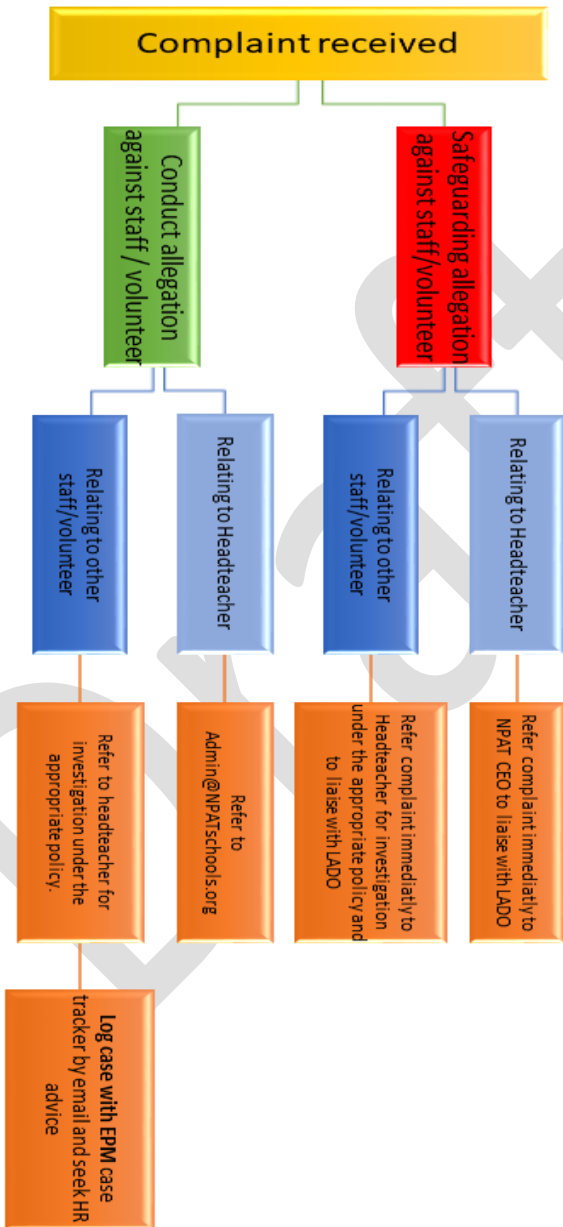 Complaint received
Safeguarding allegation
against staff/volunteer
Relating to Headteacher
Refer complaint immediately to
NPAT CEO to liaise with LADO
Relating to other
staff/volunteer
Refer complaint immediatly to
Headteacher for investigation
under the appropriate policy and
to liaise with LADO
Conduct allegation
against staff / volunteer
Relating to Headteacher
Refer to
Admin@NPATschools.org
Relating to other
staff/volunteer
Refer to headteacher for
investigation under the
appropriate policy.
Log case with EPM case
tracker by email and seek HR
advice
Draft